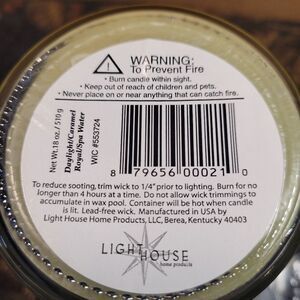 WARNING:
To Prevent Fire
• Burn candle within sight.
• Keep out of reach of children and pets.
• Never place on or near anything that can catch fire.
Net.Wt.18 oz / 510 g
Daylight/Caramel
Royal/Spa Water
WIC #553724
8 79656 00021 0
To reduce sooting, trim wick to 1/4" prior to lighting. Burn for no
longer than 4 hours at a time. Do not allow wick trimmings to
accumulate in wax pool. Container will be hot when candle
is lit. Lead-free wick. Manufactured in USA by
Light House Home Products, LLC, Berea, Kentucky 40403
LIGHT HOUSE
home products